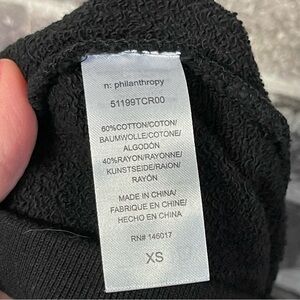 n: philanthropy
51199TCR00
60%COTTON/COTON/
BAUMWOLLE/COTONE/
ALGODÓN
40%RAYON/RAYONNE/
KUNSTSEIDE/RAION/
RAYÓN
MADE IN CHINA/
FABRIQUE EN CHINE/
HECHO EN CHINA
RN# 146017
XS